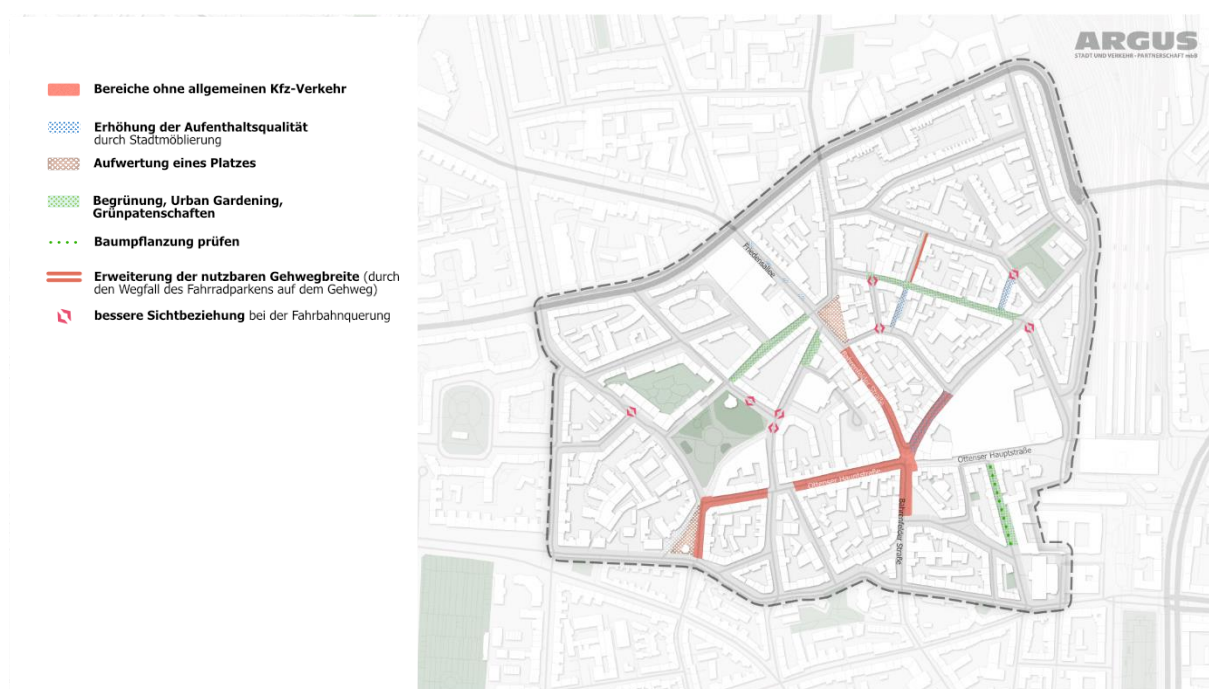 ARGUS
STADT UND VERKEHR · PARTNERSCHAFT mbB
Bereiche ohne allgemeinen Kfz-Verkehr
Erhöhung der Aufenthaltsqualität
durch Stadtmöblierung
Aufwertung eines Platzes
Begrünung, Urban Gardening,
Grünpatenschaften
Baumpflanzung prüfen
Erweiterung der nutzbaren Gehwegbreite (durch
den Wegfall des Fahrradparkens auf dem Gehweg)
bessere Sichtbeziehung bei der Fahrbahnquerung
Friedensallee
Bahrenfelder Straße
Ottenser Hauptstraße
Ottenser Hauptstraße
Bahrenfelder Straße